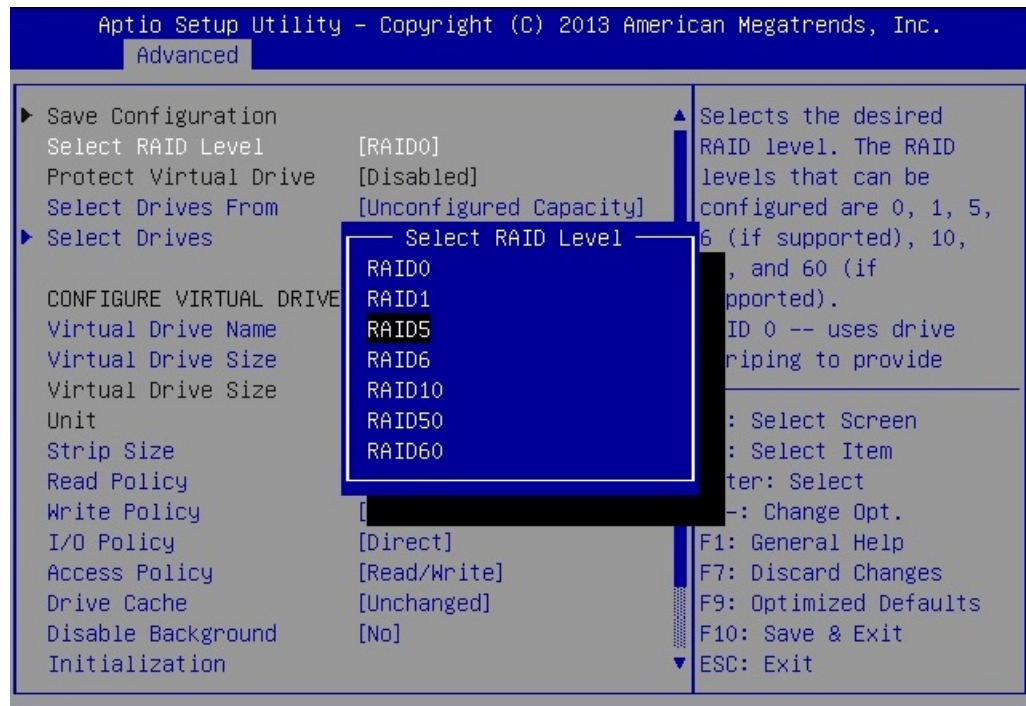 Aptio Setup Utility – Copyright (C) 2013 American Megatrends, Inc.
Advanced
Save Configuration
Select RAID Level [RAID0]
Protect Virtual Drive [Disabled]
Select Drives From [Unconfigured Capacity]
Select Drives
CONFIGURE VIRTUAL DRIVE
Virtual Drive Name
Virtual Drive Size
Virtual Drive Size
Unit
Strip Size
Read Policy
Write Policy [
I/O Policy [Direct]
Access Policy [Read/Write]
Drive Cache [Unchanged]
Disable Background [No]
Initialization
Select RAID Level
RAID0
RAID1
RAID5
RAID6
RAID10
RAID50
RAID60
Selects the desired
RAID level. The RAID
levels that can be
configured are 0, 1, 5,
6 (if supported), 10,
, and 60 (if
pported).
ID 0 -- uses drive
riping to provide
: Select Screen
: Select Item
ter: Select
-: Change Opt.
F1: General Help
F7: Discard Changes
F9: Optimized Defaults
F10: Save & Exit
ESC: Exit